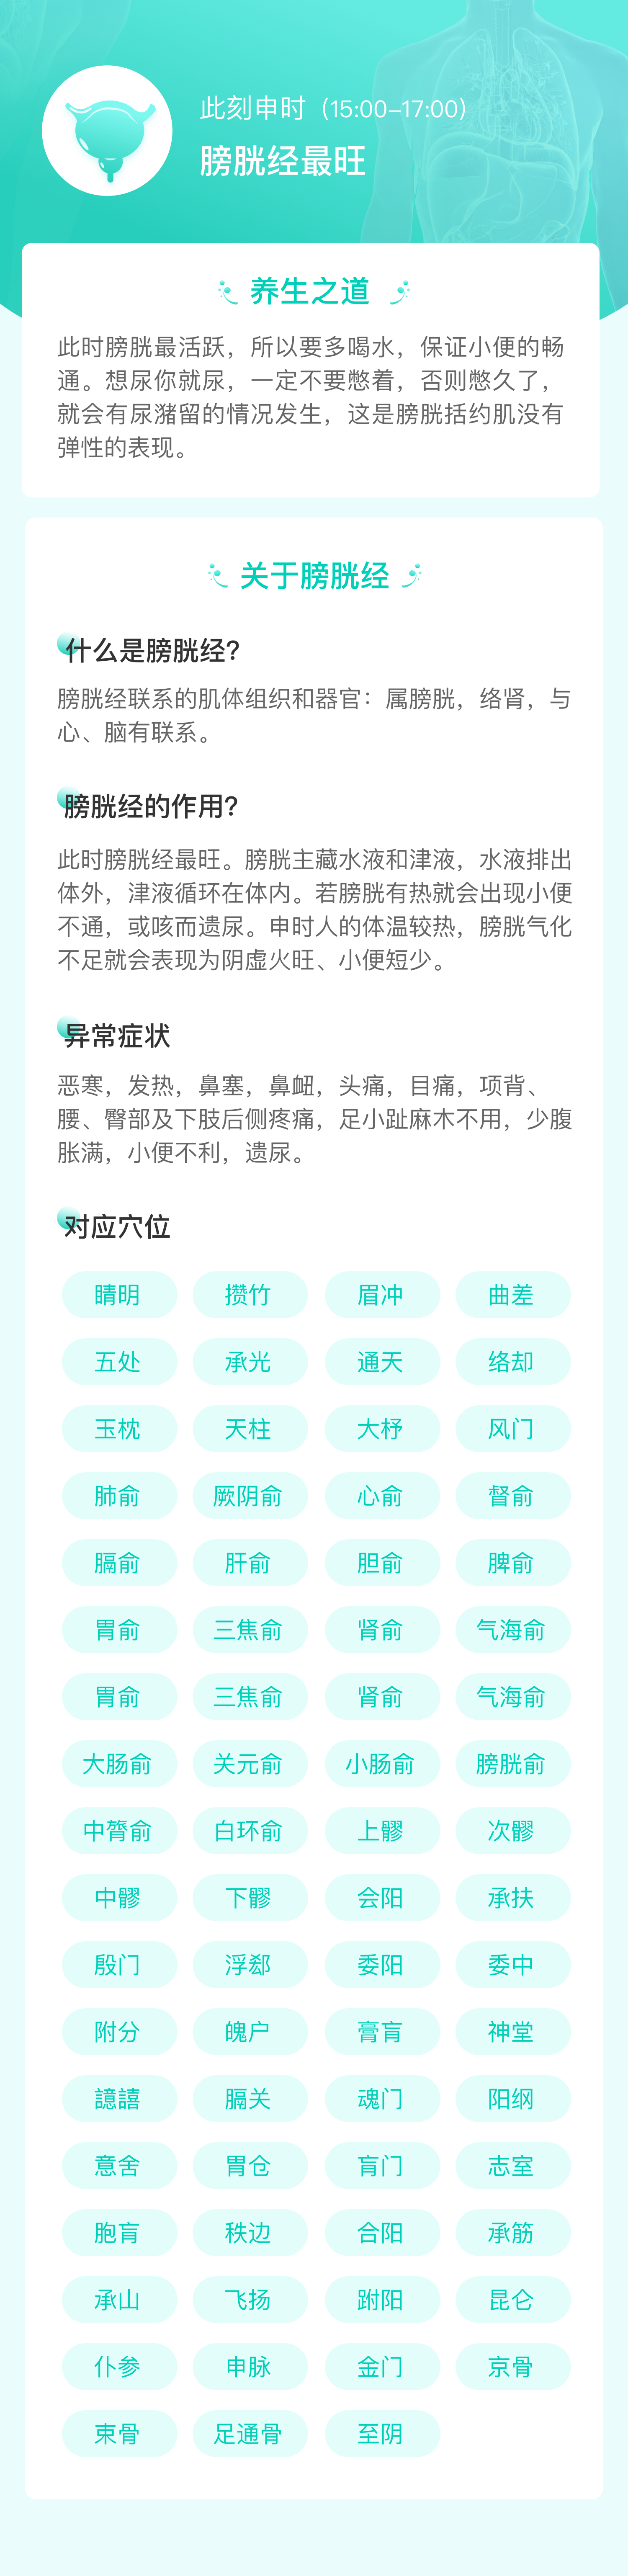 此刻申时（15:00–17:00）
膀胱经最旺
养生之道
此时膀胱最活跃，所以要多喝水，保证小便的畅
通。想尿你就尿，一定不要憋着，否则憋久了，
就会有尿潴留的情况发生，这是膀胱括约肌没有
弹性的表现。
关于膀胱经
什么是膀胱经?
膀胱经联系的肌体组织和器官：属膀胱，络肾，与
心、脑有联系。
膀胱经的作用?
此时膀胱经最旺。膀胱主藏水液和津液，水液排出
体外，津液循环在体内。若膀胱有热就会出现小便
不通，或咳而遗尿。申时人的体温较热，膀胱气化
不足就会表现为阴虚火旺、小便短少。
异常症状
恶寒，发热，鼻塞，鼻衄，头痛，目痛，项背、
腰、臀部及下肢后侧疼痛，足小趾麻木不用，少腹
胀满，小便不利，遗尿。
对应穴位
睛明 攒竹 眉冲 曲差
五处 承光 通天 络却
玉枕 天柱 大杼 风门
肺俞 厥阴俞 心俞 督俞
膈俞 肝俞 胆俞 脾俞
胃俞 三焦俞 肾俞 气海俞
胃俞 三焦俞 肾俞 气海俞
大肠俞 关元俞 小肠俞 膀胱俞
中膂俞 白环俞 上髎 次髎
中髎 下髎 会阳 承扶
殷门 浮郄 委阳 委中
附分 魄户 膏肓 神堂
譩譆 膈关 魂门 阳纲
意舍 胃仓 肓门 志室
胞肓 秩边 合阳 承筋
承山 飞扬 跗阳 昆仑
仆参 申脉 金门 京骨
束骨 足通骨 至阴